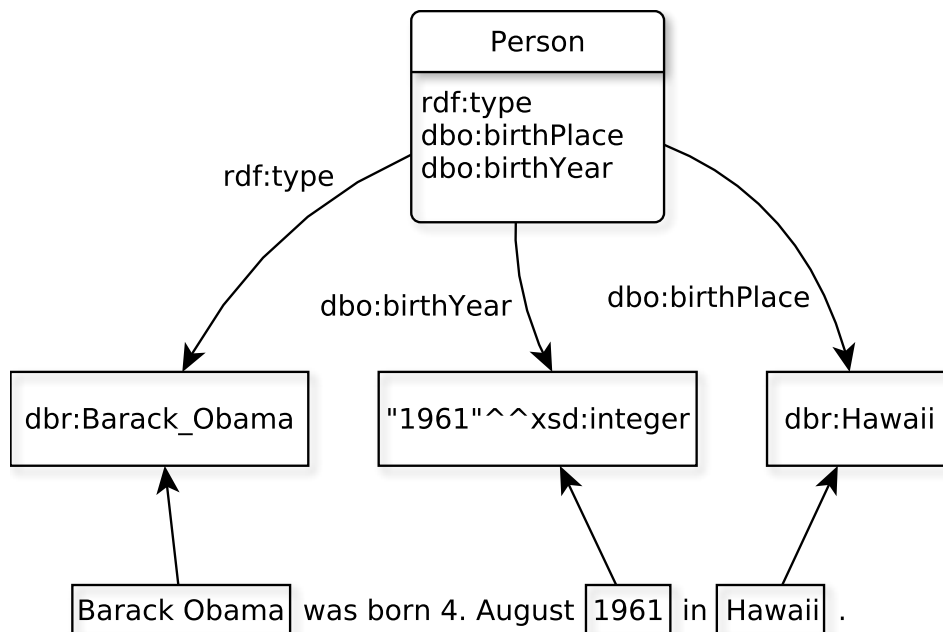 Person
rdf:type
dbo:birthPlace
dbo:birthYear
rdf:type
dbo:birthYear
dbo:birthPlace
dbr:Barack_Obama
"1961"^^xsd:integer
dbr:Hawaii
Barack Obama was born 4. August 1961 in Hawaii .